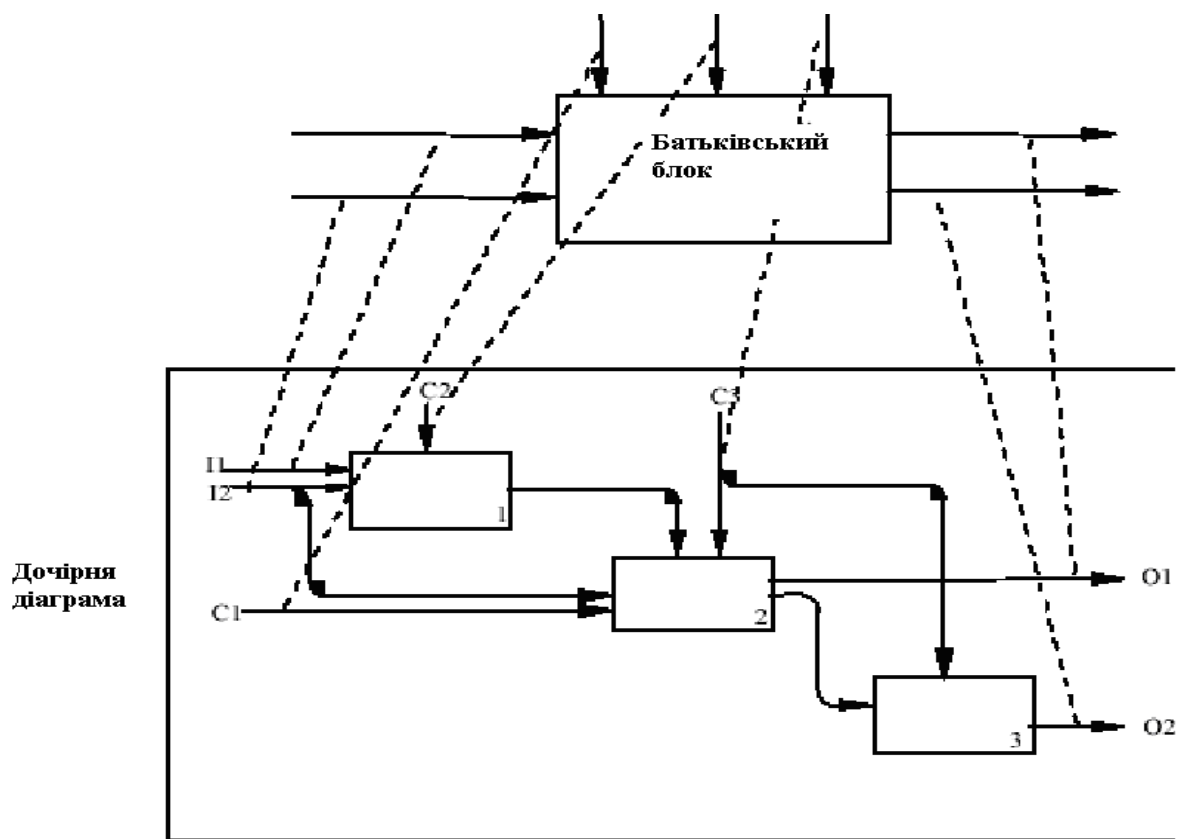 Батьківський
блок
C2
C3
I1
I2
1
Дочірня
діаграма
C1
2
O1
3
O2